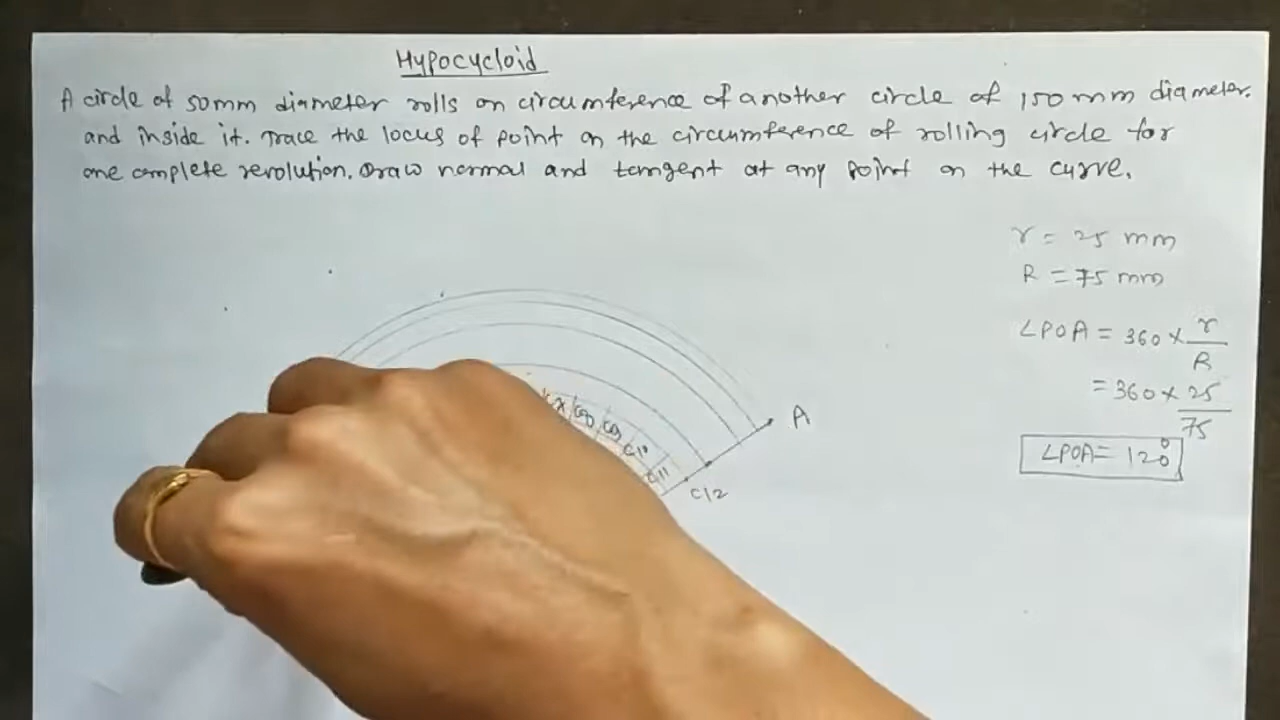 Hypocycloid
A circle of 50mm diameter rolls on circumference of another circle of 150 mm diameter.
and inside it. Trace the locus of point on the circumference of rolling circle for
one complete revolution. Draw normal and tangent at any point on the curve.
r = 25 mm
R = 75 mm
∠POA = 360 × r/R
= 360 × 25/75
∠POA = 120°
A
C9
C10
C11
C12